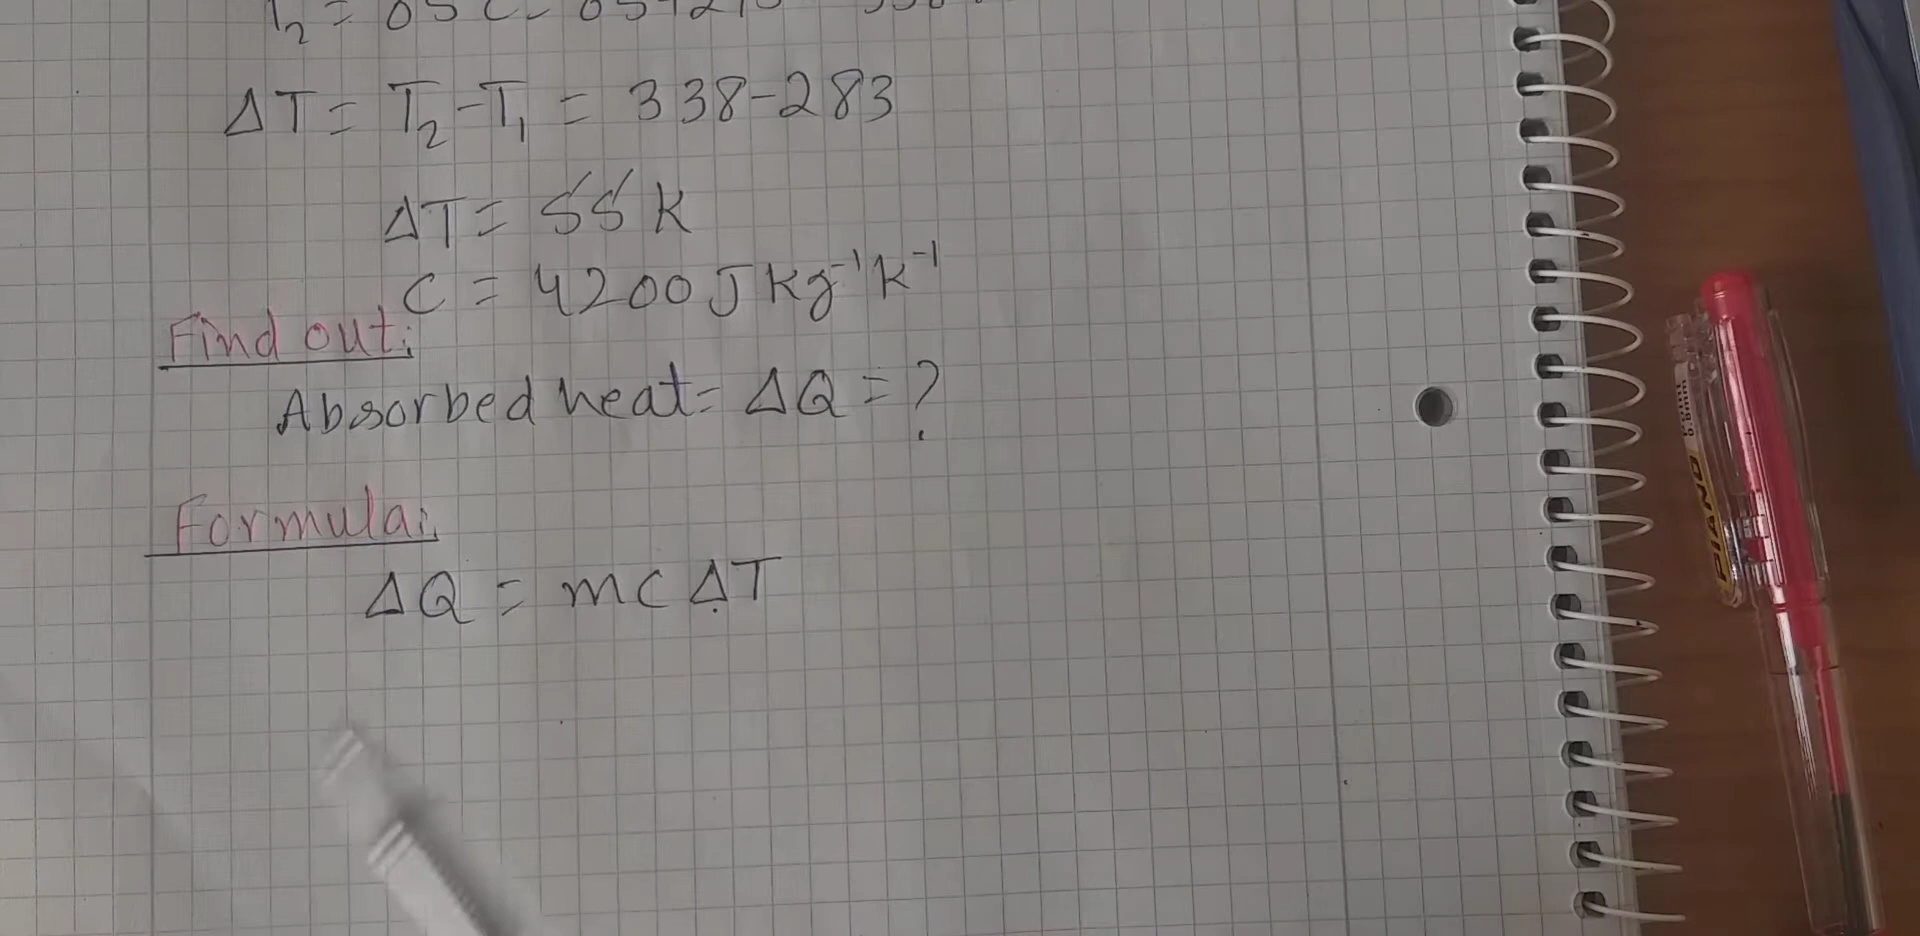 ΔT = T₂-T₁ = 338-283
ΔT = 55 K
C = 4200 J kg⁻¹ K⁻¹
Find out:
Absorbed heat = ΔQ = ?
Formula:
ΔQ = mcΔT
PIANO